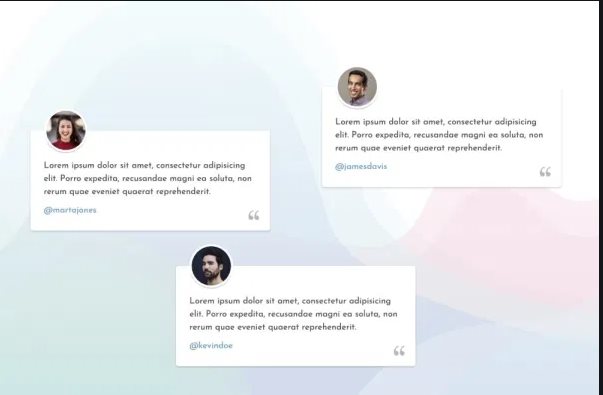 Lorem ipsum dolor sit amet, consectetur adipisicing
elit. Porro expedita, recusandae magni ea soluta, non
rerum quae eveniet quaerat reprehenderit.
@jamesdavis
“
Lorem ipsum dolor sit amet, consectetur adipisicing
elit. Porro expedita, recusandae magni ea soluta, non
rerum quae eveniet quaerat reprehenderit.
@martajones
“
Lorem ipsum dolor sit amet, consectetur adipisicing
elit. Porro expedita, recusandae magni ea soluta, non
rerum quae eveniet quaerat reprehenderit.
@kevindoe
“